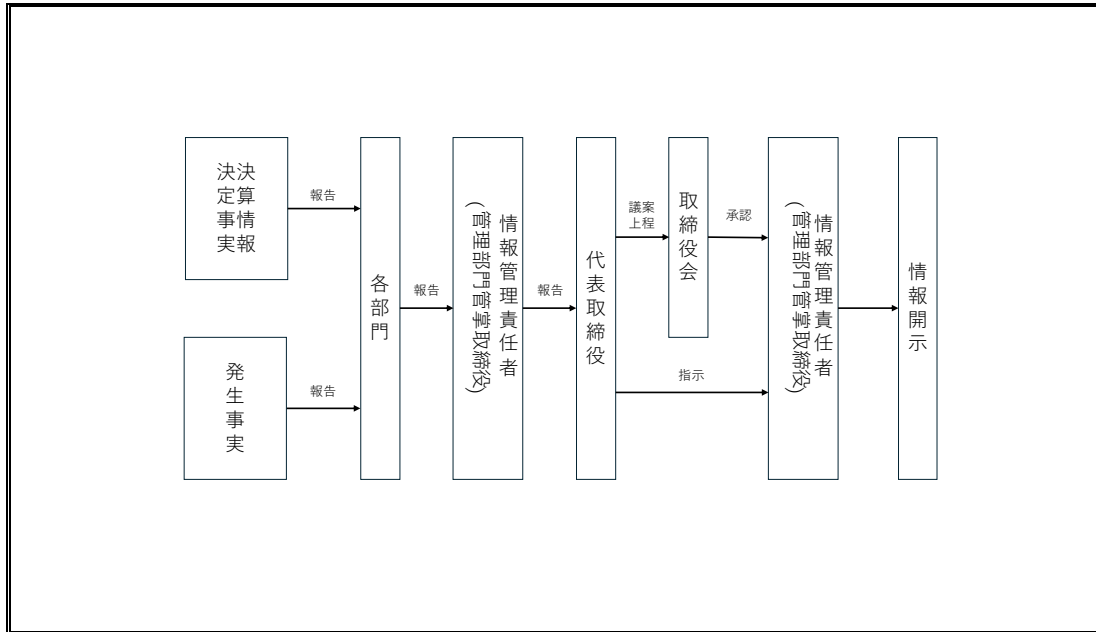 決算情報
決定事実
報告
発生事実
報告
各部門
報告
情報管理責任者
(管理部門管掌取締役)
報告
代表取締役
議案
上程
取締役会
承認
指示
情報管理責任者
(管理部門管掌取締役)
情報開示